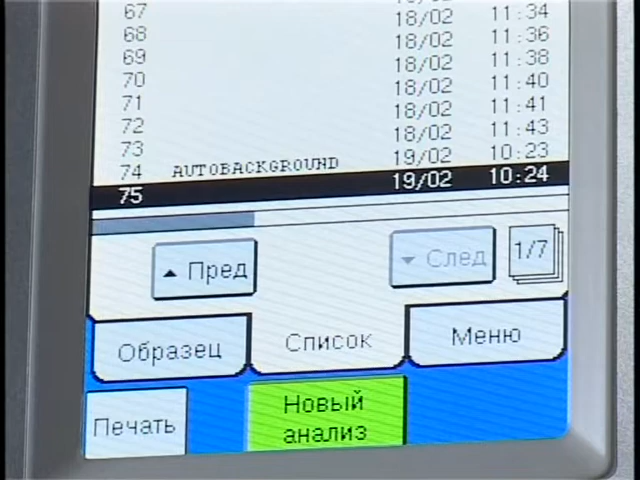 67
68 18/02 11:34
69 18/02 11:36
70 18/02 11:38
71 18/02 11:40
72 18/02 11:41
73 18/02 11:43
74 AUTOBACKGROUND 19/02 10:23
75 19/02 10:24
▲ Пред ▼ След 1/7
Образец Список Меню
Печать
Новый
анализ